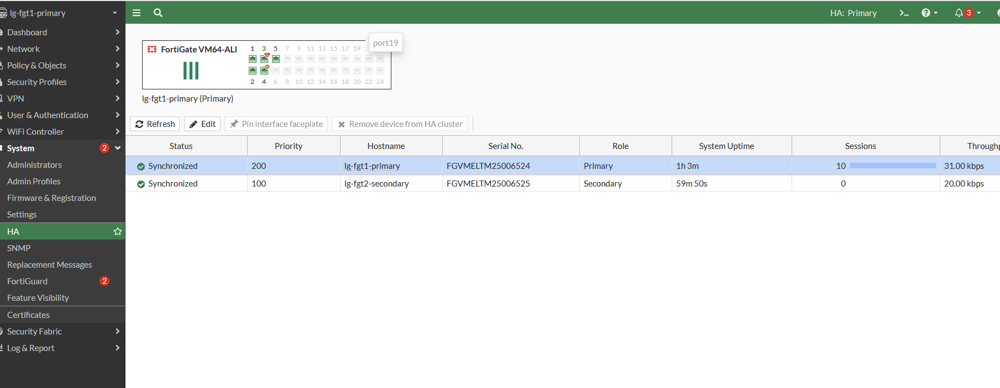 lg-fgt1-primary
HA: Primary
3
Dashboard
Network
Policy & Objects
Security Profiles
VPN
User & Authentication
WiFi Controller
System 2
Administrators
Admin Profiles
Firmware & Registration
Settings
HA
SNMP
Replacement Messages
FortiGuard 2
Feature Visibility
Certificates
Security Fabric
Log & Report
port19
FortiGate VM64-ALI
1 3 5 7 9 11 13 15 17 19
2 4 6 8 10 12 14 16 18 20 22 24
lg-fgt1-primary (Primary)
Refresh Edit Pin interface faceplate Remove device from HA cluster
Status Priority Hostname Serial No. Role System Uptime Sessions Throughp
Synchronized 200 lg-fgt1-primary FGVMELTM25006524 Primary 1h 3m 10 31.00 kbps
Synchronized 100 lg-fgt2-secondary FGVMELTM25006525 Secondary 59m 50s 0 20.00 kbps